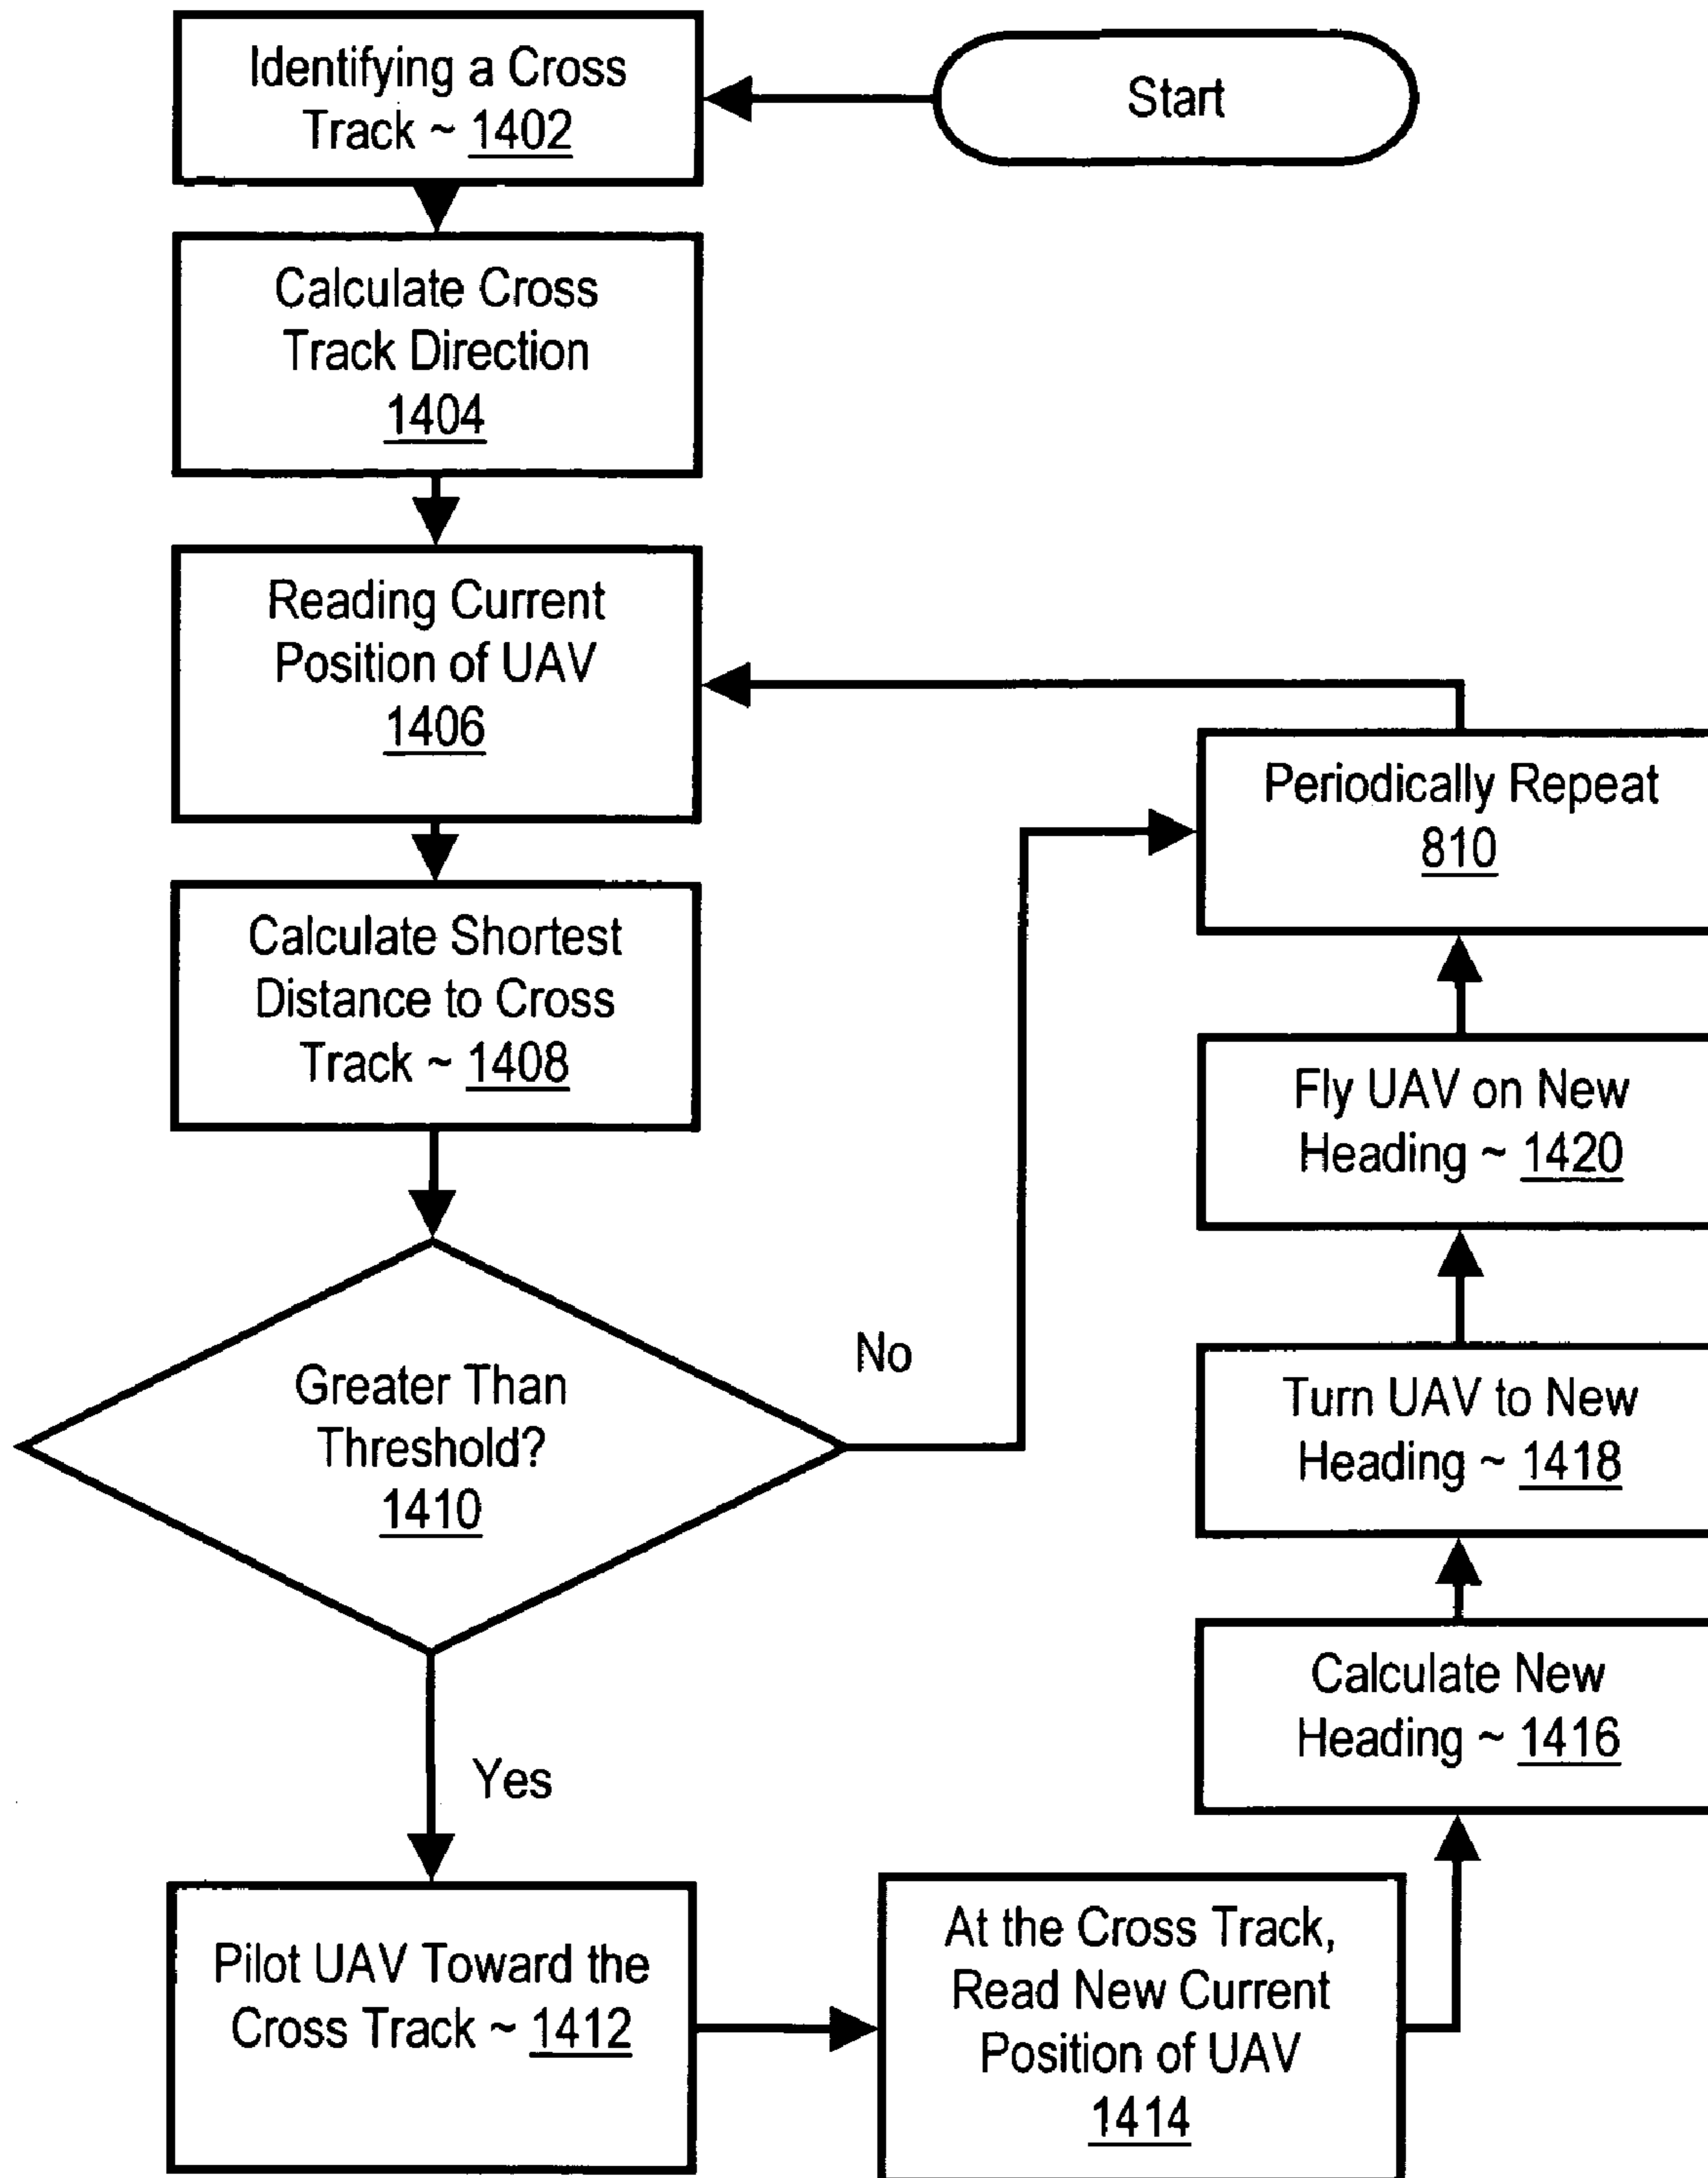 Start
Identifying a Cross
Track ~ 1402
Calculate Cross
Track Direction
1404
Reading Current
Position of UAV
1406
Calculate Shortest
Distance to Cross
Track ~ 1408
Greater Than
Threshold?
1410
No
Yes
Pilot UAV Toward the
Cross Track ~ 1412
At the Cross Track,
Read New Current
Position of UAV
1414
Calculate New
Heading ~ 1416
Turn UAV to New
Heading ~ 1418
Fly UAV on New
Heading ~ 1420
Periodically Repeat
810